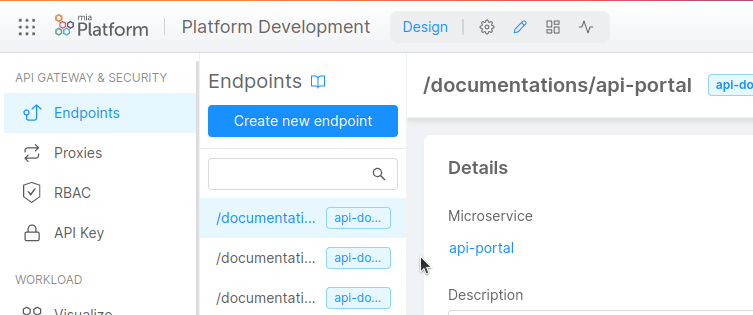 mia
Platform
Platform Development
Design
API GATEWAY & SECURITY
Endpoints
Proxies
RBAC
API Key
WORKLOAD
Visualize
Endpoints
Create new endpoint
/documentati... api-do...
/documentati... api-do...
/documentati... api-do...
/documentations/api-portal
api-do
Details
Microservice
api-portal
Description